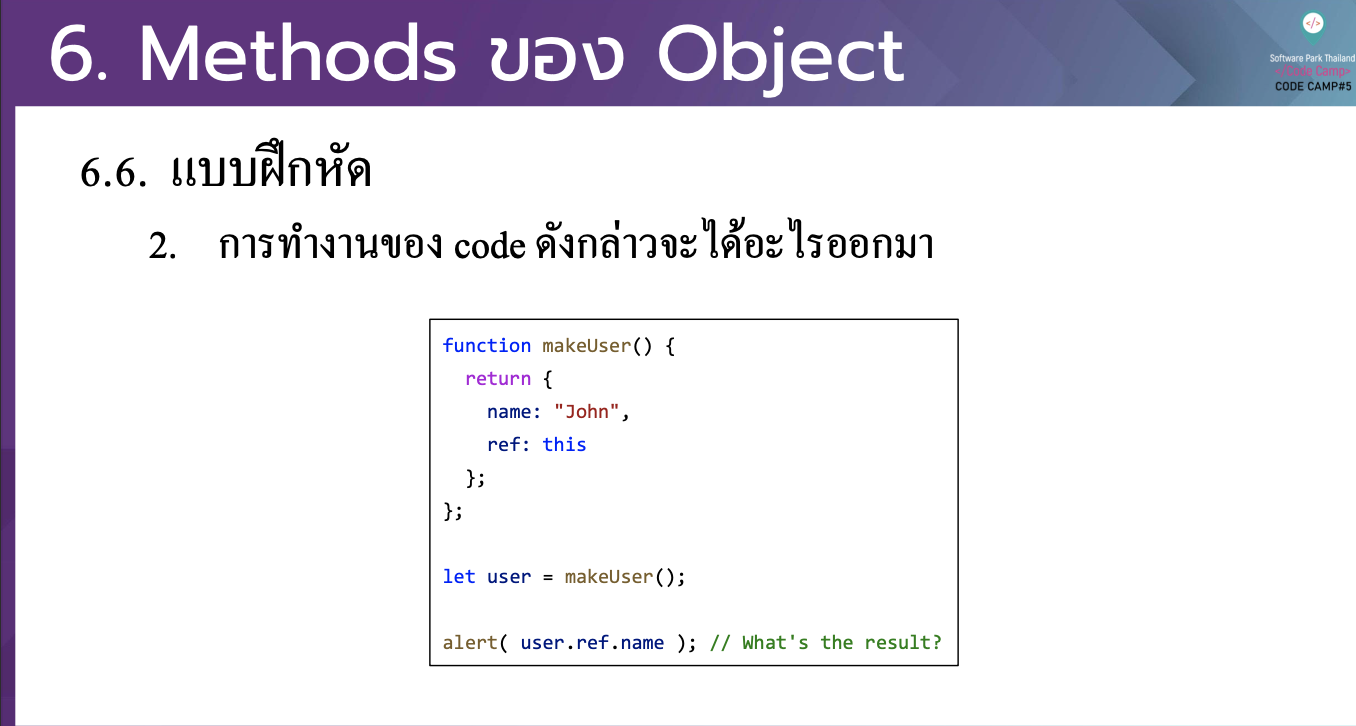 6. Methods ของ Object
</>
Software Park Thailand
</Code Camp>
CODE CAMP#5
6.6. แบบฝึกหัด
2. การทำงานของ code ดังกล่าวจะได้อะไรออกมา
function makeUser() {
  return {
    name: "John",
    ref: this
  };
};
let user = makeUser();
alert( user.ref.name ); // What's the result?